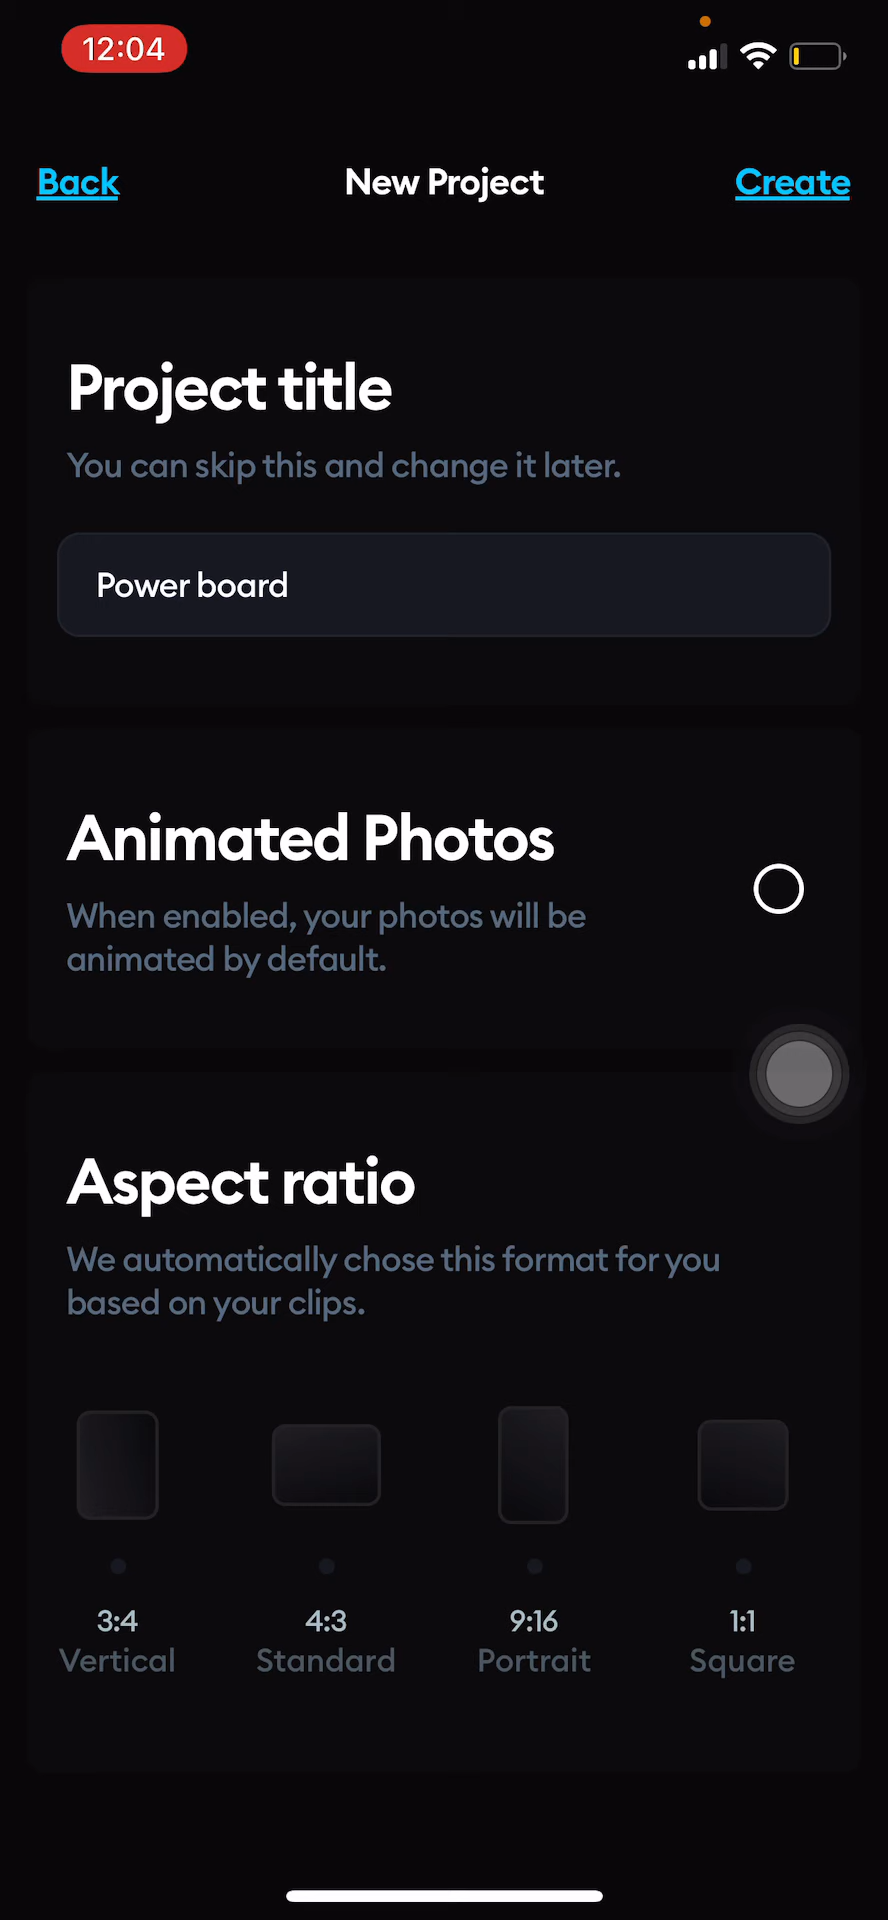 12:04
Back
New Project
Create
Project title
You can skip this and change it later.
Power board
Animated Photos
When enabled, your photos will be
animated by default.
Aspect ratio
We automatically chose this format for you
based on your clips.
3:4
Vertical
4:3
Standard
9:16
Portrait
1:1
Square